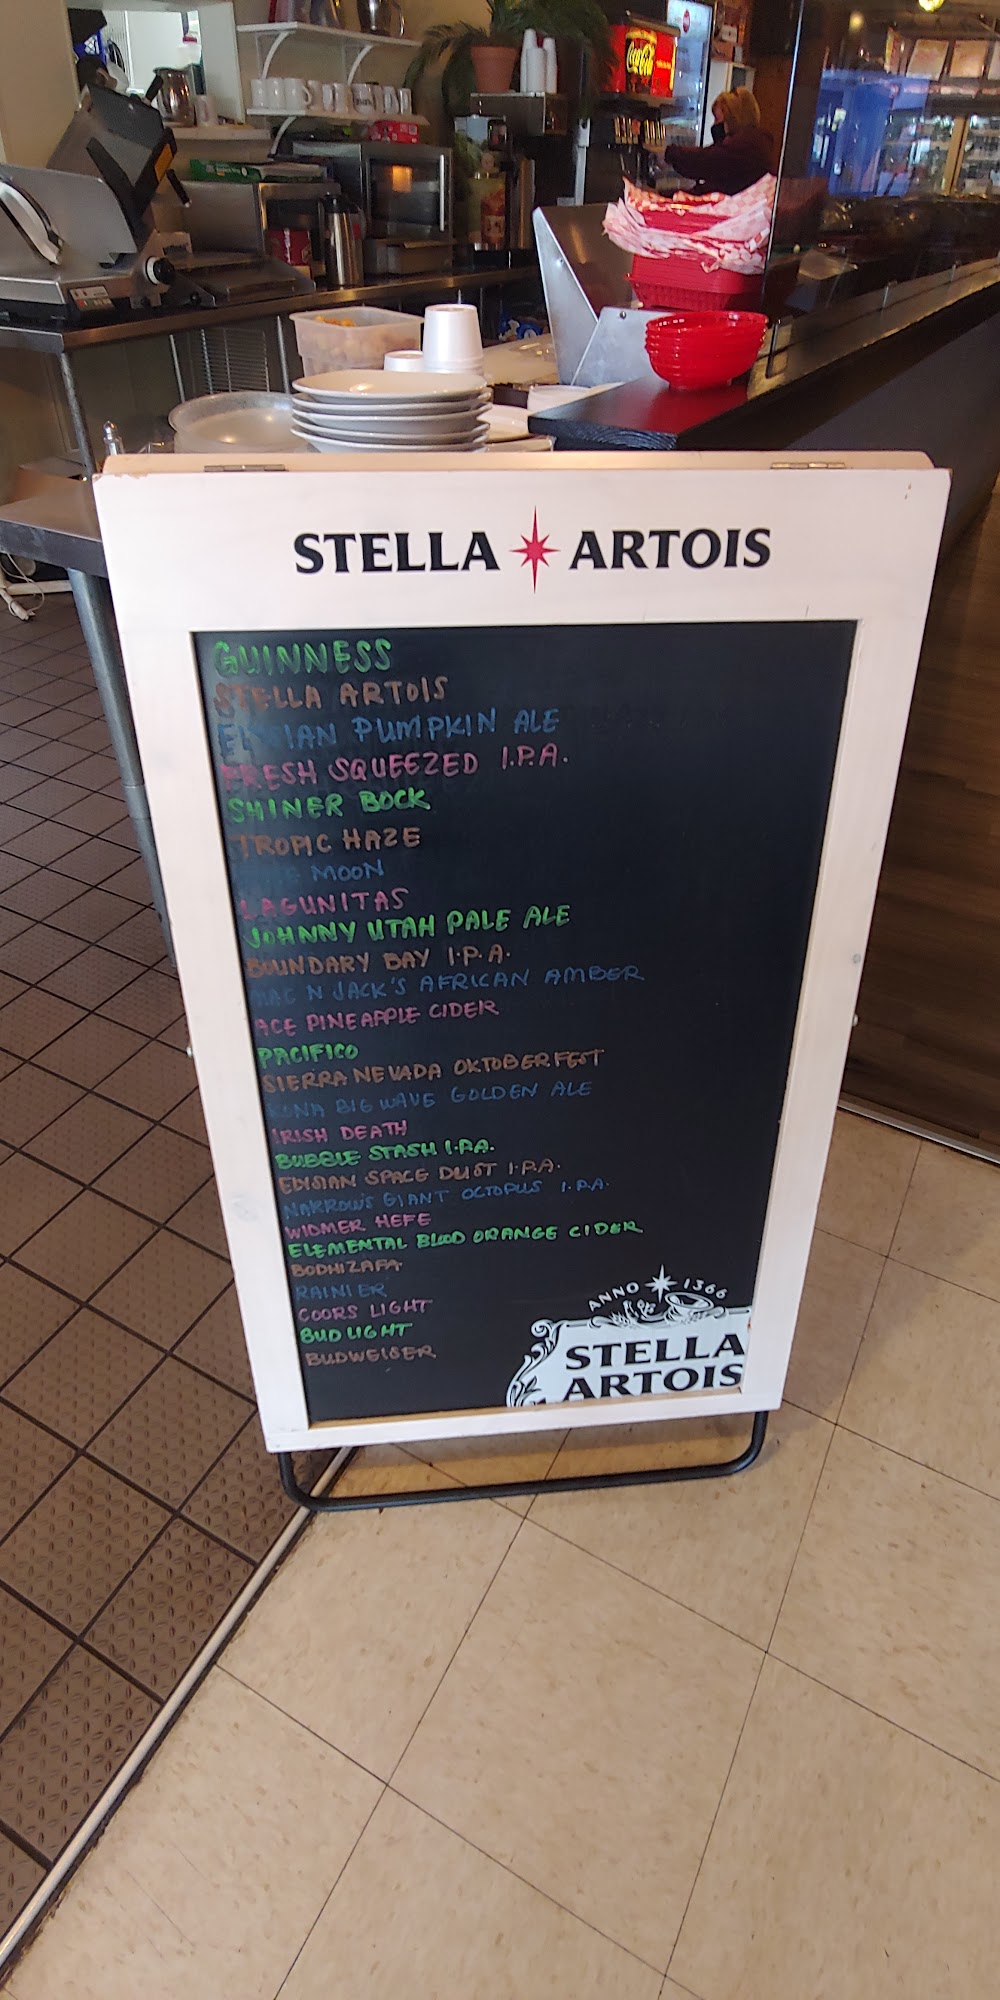 Coca-Cola
STELLA ARTOIS
GUINNESS
STELLA ARTOIS
ELYSIAN PUMPKIN ALE
FRESH SQUEEZED I.P.A.
SHINER BOCK
TROPIC HAZE
MOON
LAGUNITAS
JOHNNY UTAH PALE ALE
BOUNDARY BAY I.P.A.
MAC N JACK'S AFRICAN AMBER
ACE PINEAPPLE CIDER
PACIFICO
SIERRA NEVADA OKTOBERFEST
KONA BIG WAVE GOLDEN ALE
IRISH DEATH
BUBBLE STASH I.P.A.
ELYSIAN SPACE DUST I.P.A.
NARROWS GIANT OCTOPUS I.P.A.
WIDMER HEFE
ELEMENTAL BLOOD ORANGE CIDER
BODHIZAFA
RAINIER
COORS LIGHT
BUD LIGHT
BUDWEISER
ANNO 1366
STELLA
ARTOIS